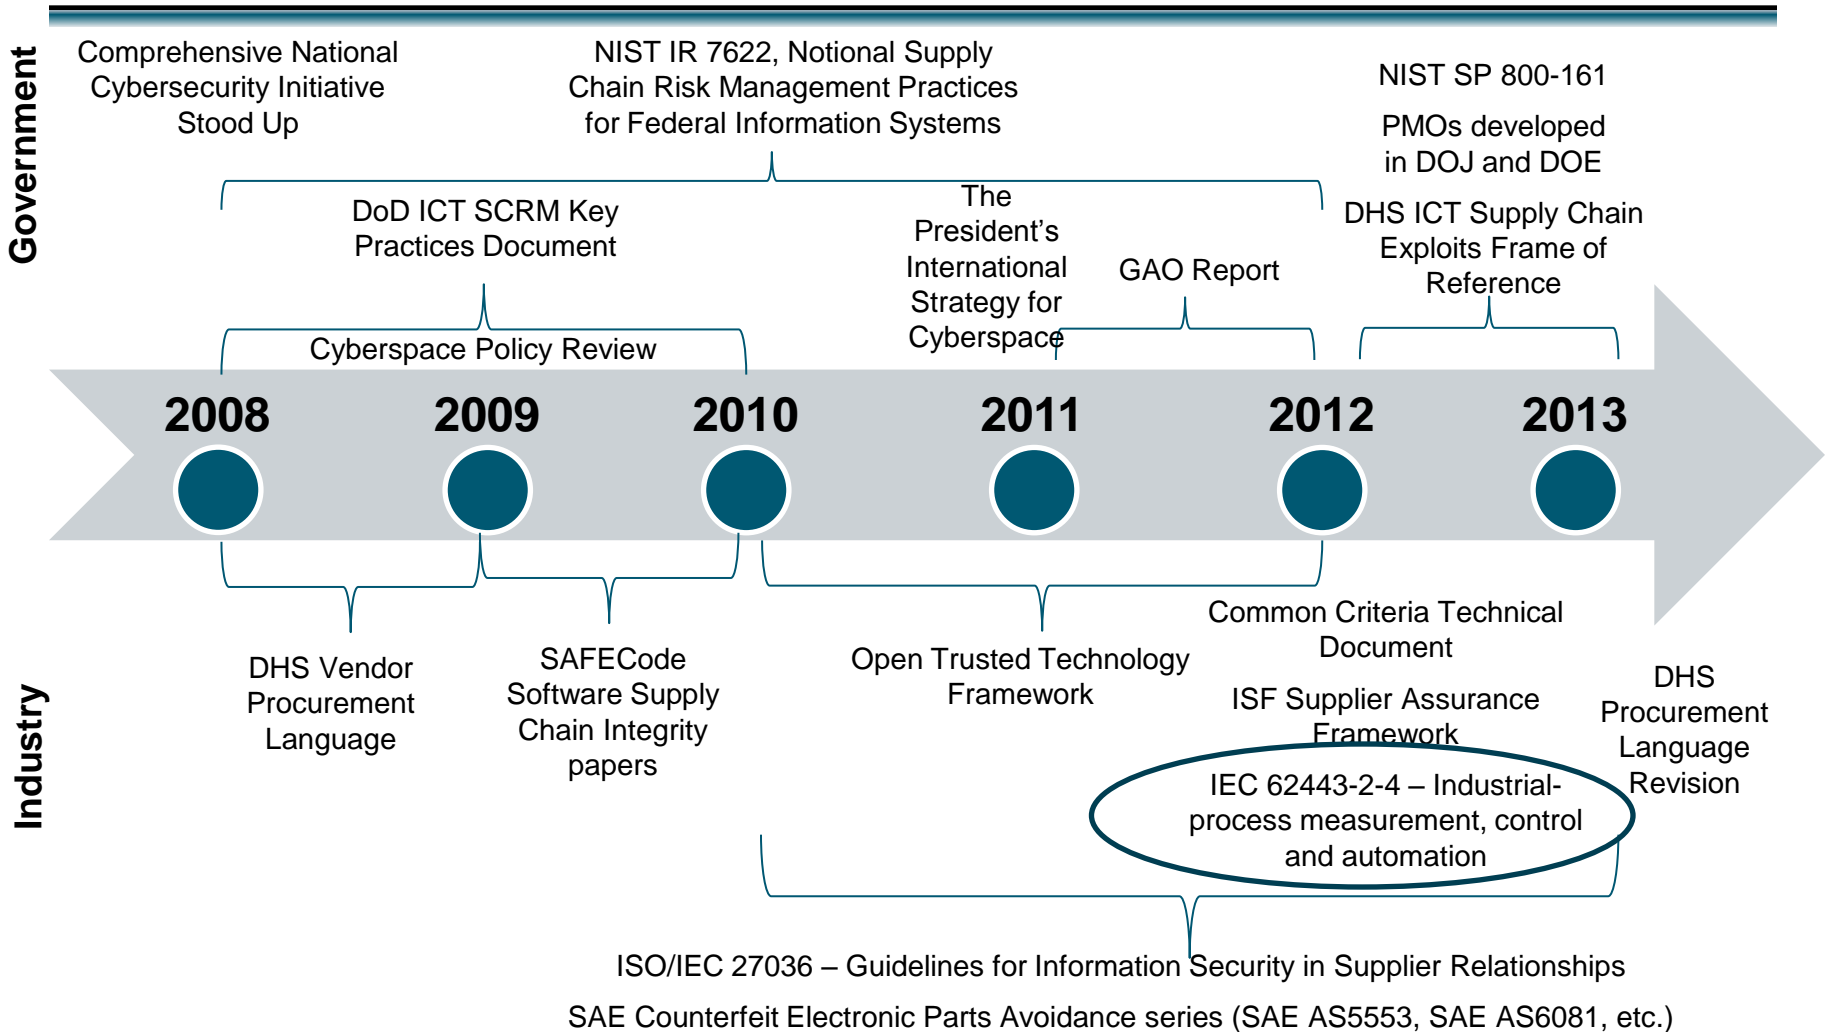 Government
Comprehensive National
Cybersecurity Initiative
Stood Up
NIST IR 7622, Notional Supply
Chain Risk Management Practices
for Federal Information Systems
NIST SP 800-161
PMOs developed
in DOJ and DOE
DHS ICT Supply Chain
Exploits Frame of
Reference
DoD ICT SCRM Key
Practices Document
The
President’s
International
Strategy for
Cyberspace
GAO Report
Cyberspace Policy Review
2008
2009
2010
2011
2012
2013
Industry
DHS Vendor
Procurement
Language
SAFECode
Software Supply
Chain Integrity
papers
Open Trusted Technology
Framework
Common Criteria Technical
Document
ISF Supplier Assurance
Framework
IEC 62443-2-4 – Industrial-
process measurement, control
and automation
DHS
Procurement
Language
Revision
ISO/IEC 27036 – Guidelines for Information Security in Supplier Relationships
SAE Counterfeit Electronic Parts Avoidance series (SAE AS5553, SAE AS6081, etc.)